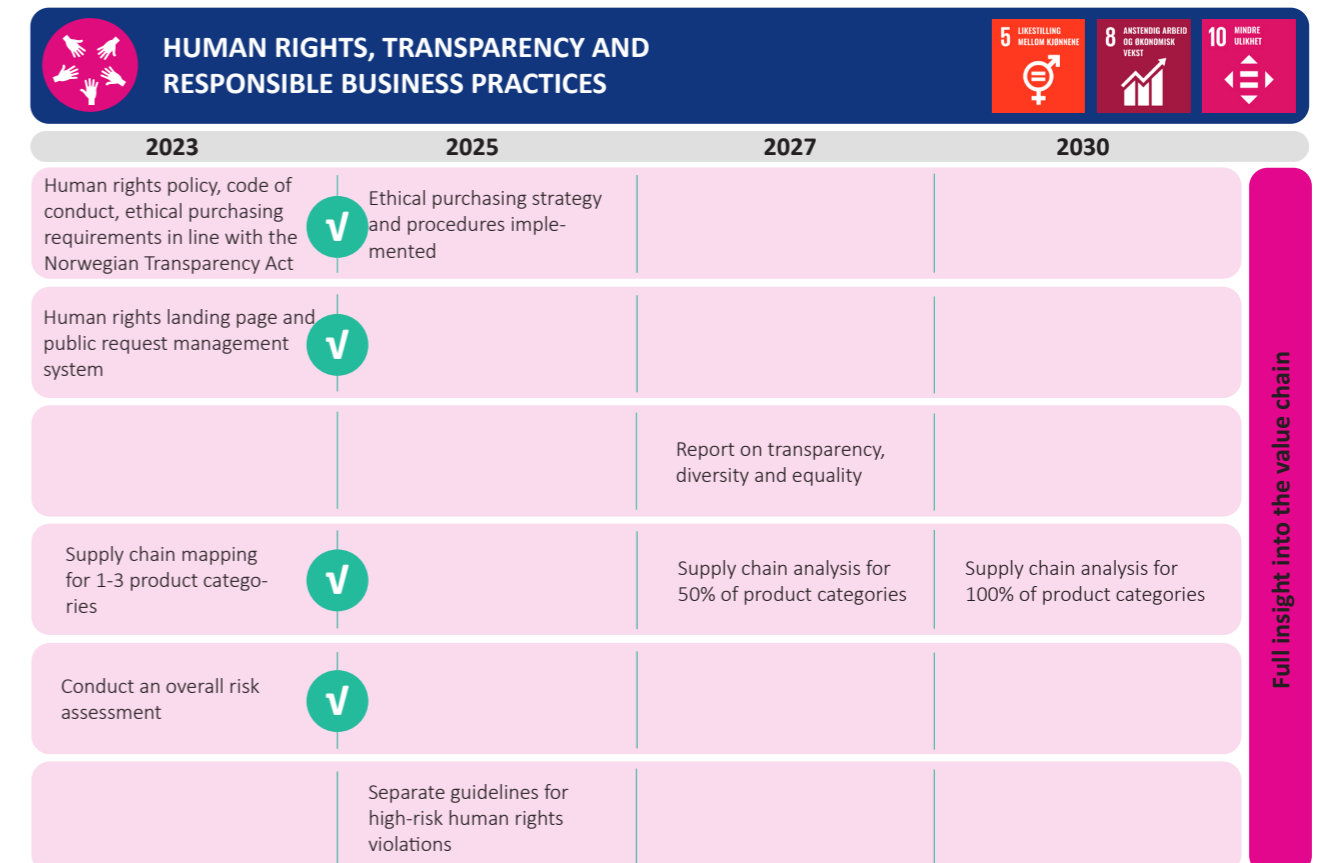 HUMAN RIGHTS, TRANSPARENCY AND
RESPONSIBLE BUSINESS PRACTICES
5 LIKESTILLING
MELLOM KJØNNENE
8 ANSTENDIG ARBEID
OG ØKONOMISK
VEKST
10 MINDRE
ULIKHET
2023 2025 2027 2030
Human rights policy, code of
conduct, ethical purchasing
requirements in line with the
Norwegian Transparency Act
√
Ethical purchasing strategy
and procedures imple-
mented
Human rights landing page and
public request management
system
√
Report on transparency,
diversity and equality
Supply chain mapping
for 1-3 product catego-
ries
√
Supply chain analysis for
50% of product categories
Supply chain analysis for
100% of product categories
Conduct an overall risk
assessment
√
Separate guidelines for
high-risk human rights
violations
Full insight into the value chain